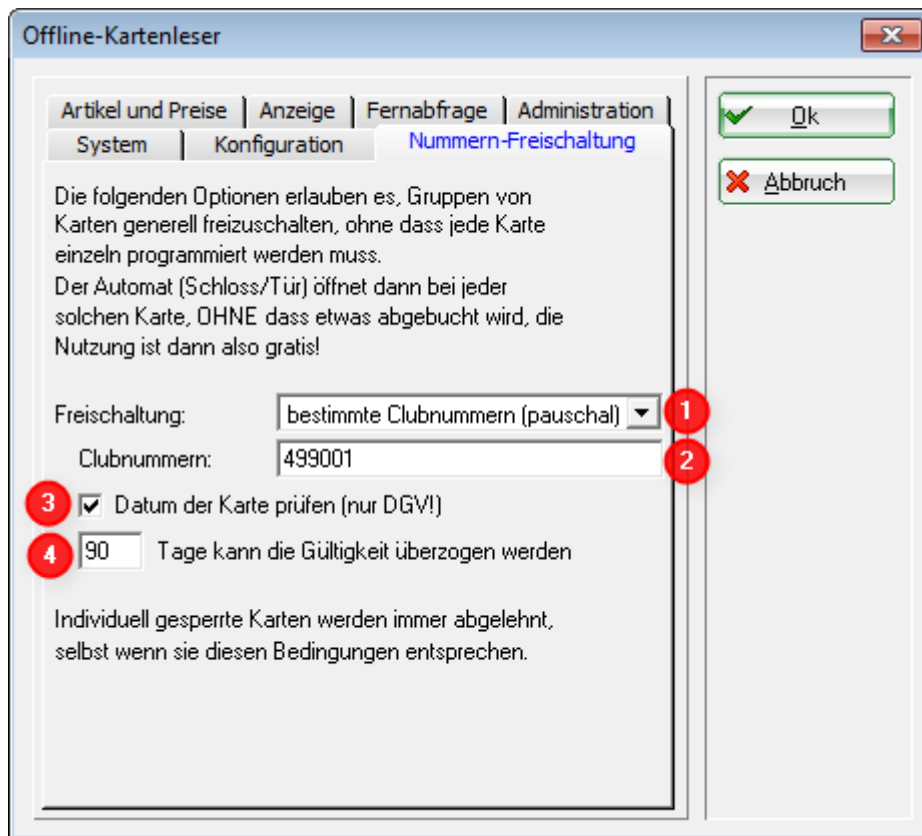 Offline-Kartenleser
Artikel und Preise
Anzeige
Fernabfrage
Administration
System
Konfiguration
Nummern-Freischaltung
Die folgenden Optionen erlauben es, Gruppen von
Karten generell freizuschalten, ohne dass jede Karte
einzeln programmiert werden muss.
Der Automat (Schloss/Tür) öffnet dann bei jeder
solchen Karte, OHNE dass etwas abgebucht wird, die
Nutzung ist dann also gratis!
Freischaltung: bestimmte Clubnummern (pauschal) 1
Clubnummern: 499001 2
3 Datum der Karte prüfen (nur DGV!)
4 90 Tage kann die Gültigkeit überzogen werden
Individuell gesperrte Karten werden immer abgelehnt,
selbst wenn sie diesen Bedingungen entsprechen.
Ok
Abbruch